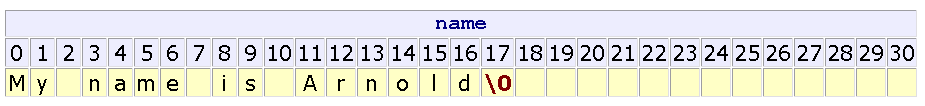 name
0 1 2 3 4 5 6 7 8 9 10 11 12 13 14 15 16 17 18 19 20 21 22 23 24 25 26 27 28 29 30
M y n a m e i s A r n o l d \0